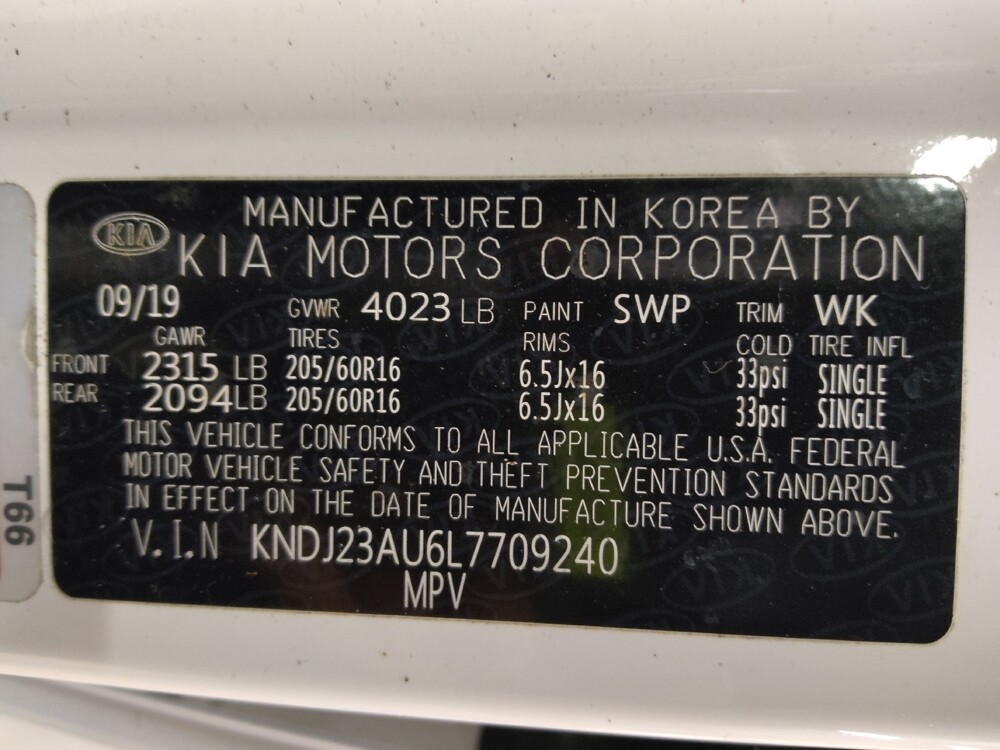 MANUFACTURED IN KOREA BY
KIA KIA MOTORS CORPORATION
09/19 GVWR 4023 LB PAINT SWP TRIM WK
GAWR TIRES RIMS COLD TIRE INFL
FRONT 2315 LB 205/60R16 6.5Jx16 33psi SINGLE
REAR 2094LB 205/60R16 6.5Jx16 33psi SINGLE
THIS VEHICLE CONFORMS TO ALL APPLICABLE U.S.A. FEDERAL
MOTOR VEHICLE SAFETY AND THEFT PREVENTION STANDARDS
IN EFFECT ON THE DATE OF MANUFACTURE SHOWN ABOVE.
V.I.N KNDJ23AU6L7709240
MPV
T66